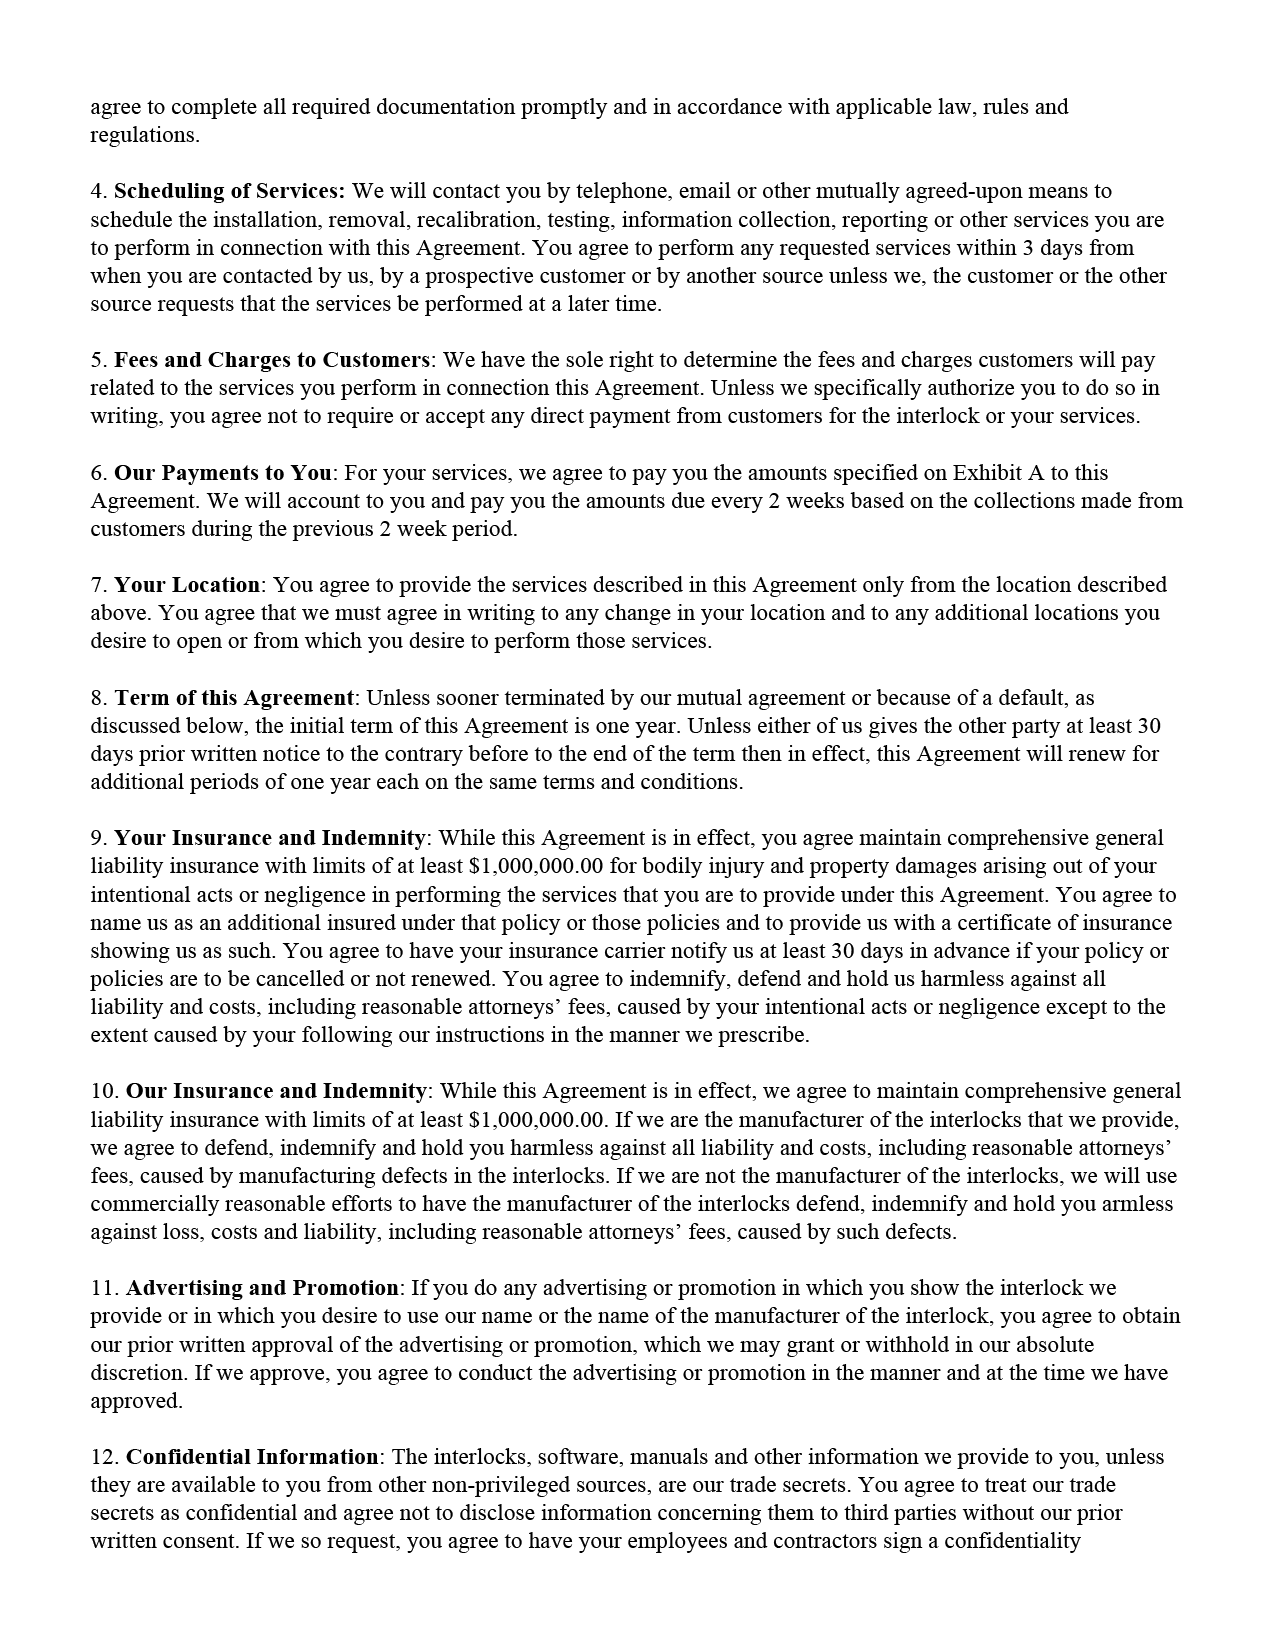 agree to complete all required documentation promptly and in accordance with applicable law, rules and
regulations.
4. Scheduling of Services: We will contact you by telephone, email or other mutually agreed-upon means to
schedule the installation, removal, recalibration, testing, information collection, reporting or other services you are
to perform in connection with this Agreement. You agree to perform any requested services within 3 days from
when you are contacted by us, by a prospective customer or by another source unless we, the customer or the other
source requests that the services be performed at a later time.
5. Fees and Charges to Customers: We have the sole right to determine the fees and charges customers will pay
related to the services you perform in connection this Agreement. Unless we specifically authorize you to do so in
writing, you agree not to require or accept any direct payment from customers for the interlock or your services.
6. Our Payments to You: For your services, we agree to pay you the amounts specified on Exhibit A to this
Agreement. We will account to you and pay you the amounts due every 2 weeks based on the collections made from
customers during the previous 2 week period.
7. Your Location: You agree to provide the services described in this Agreement only from the location described
above. You agree that we must agree in writing to any change in your location and to any additional locations you
desire to open or from which you desire to perform those services.
8. Term of this Agreement: Unless sooner terminated by our mutual agreement or because of a default, as
discussed below, the initial term of this Agreement is one year. Unless either of us gives the other party at least 30
days prior written notice to the contrary before to the end of the term then in effect, this Agreement will renew for
additional periods of one year each on the same terms and conditions.
9. Your Insurance and Indemnity: While this Agreement is in effect, you agree maintain comprehensive general
liability insurance with limits of at least $1,000,000.00 for bodily injury and property damages arising out of your
intentional acts or negligence in performing the services that you are to provide under this Agreement. You agree to
name us as an additional insured under that policy or those policies and to provide us with a certificate of insurance
showing us as such. You agree to have your insurance carrier notify us at least 30 days in advance if your policy or
policies are to be cancelled or not renewed. You agree to indemnify, defend and hold us harmless against all
liability and costs, including reasonable attorneys’ fees, caused by your intentional acts or negligence except to the
extent caused by your following our instructions in the manner we prescribe.
10. Our Insurance and Indemnity: While this Agreement is in effect, we agree to maintain comprehensive general
liability insurance with limits of at least $1,000,000.00. If we are the manufacturer of the interlocks that we provide,
we agree to defend, indemnify and hold you harmless against all liability and costs, including reasonable attorneys’
fees, caused by manufacturing defects in the interlocks. If we are not the manufacturer of the interlocks, we will use
commercially reasonable efforts to have the manufacturer of the interlocks defend, indemnify and hold you armless
against loss, costs and liability, including reasonable attorneys’ fees, caused by such defects.
11. Advertising and Promotion: If you do any advertising or promotion in which you show the interlock we
provide or in which you desire to use our name or the name of the manufacturer of the interlock, you agree to obtain
our prior written approval of the advertising or promotion, which we may grant or withhold in our absolute
discretion. If we approve, you agree to conduct the advertising or promotion in the manner and at the time we have
approved.
12. Confidential Information: The interlocks, software, manuals and other information we provide to you, unless
they are available to you from other non-privileged sources, are our trade secrets. You agree to treat our trade
secrets as confidential and agree not to disclose information concerning them to third parties without our prior
written consent. If we so request, you agree to have your employees and contractors sign a confidentiality